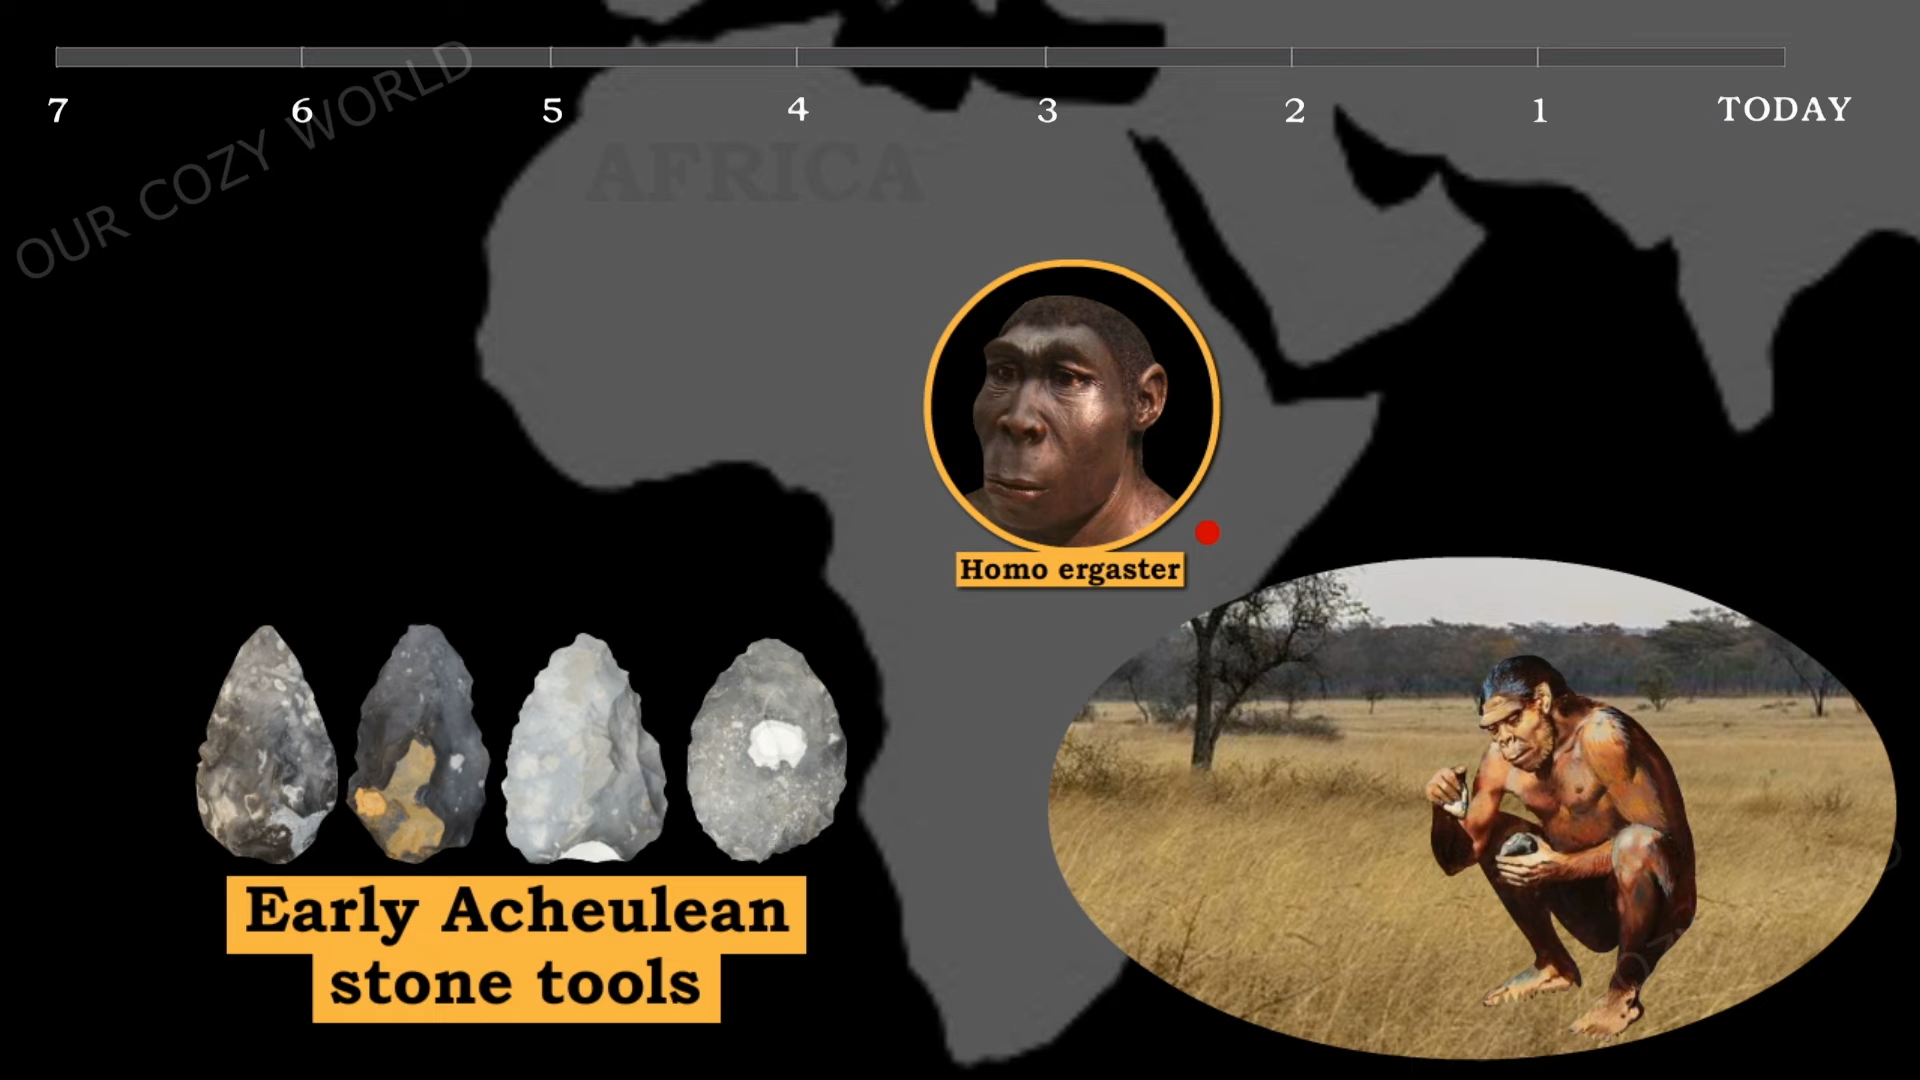 7 6 5 4 3 2 1 TODAY
OUR COZY WORLD
AFRICA
Homo ergaster
Early Acheulean
stone tools